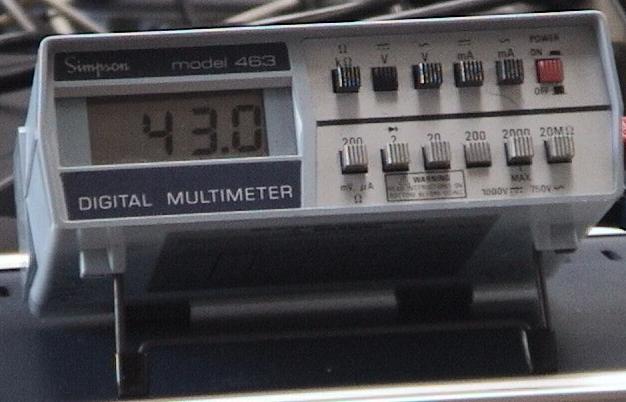 Simpson model 463
43.0
DIGITAL MULTIMETER
Ω kΩ V V mA mA
POWER
ON
OFF
200 2 20 200 2000 20MΩ
mV, μA
Ω
WARNING
MAX.
1000V 750V